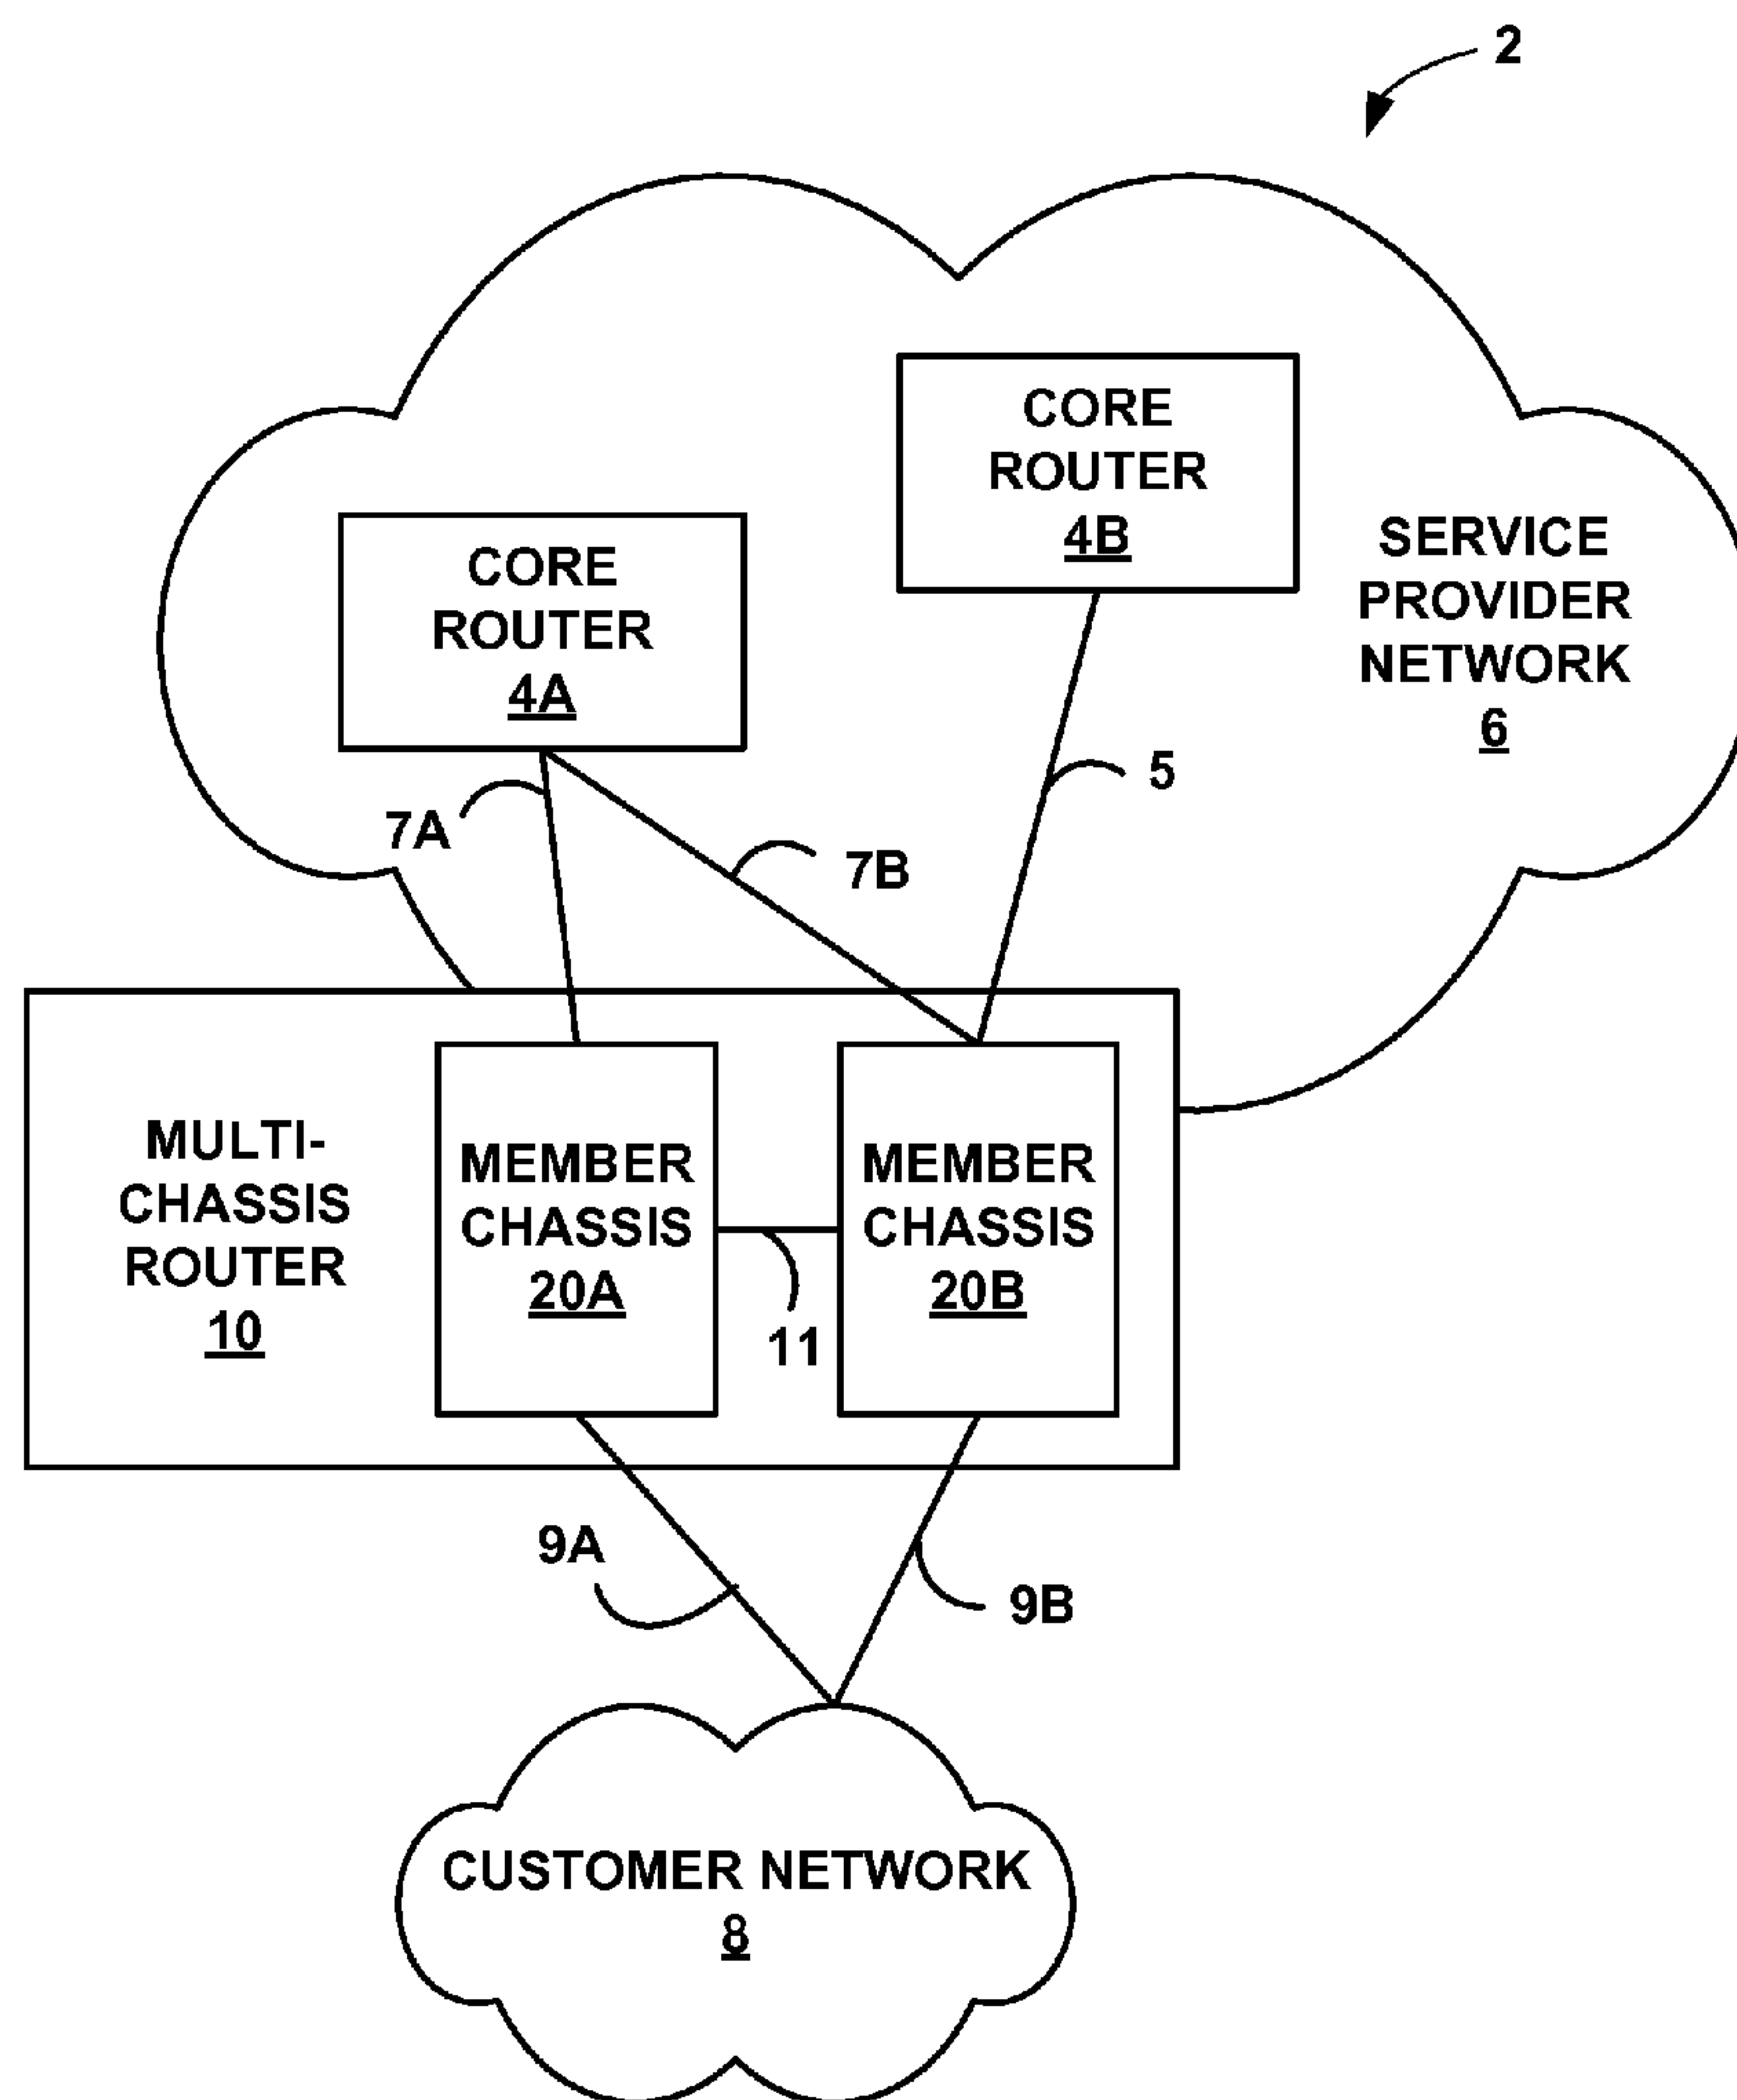 2
CORE
ROUTER
4B
CORE
ROUTER
4A
SERVICE
PROVIDER
NETWORK
6
5
7A
7B
MULTI-
CHASSIS
ROUTER
10
MEMBER
CHASSIS
20A
MEMBER
CHASSIS
20B
11
9A
9B
CUSTOMER NETWORK
8